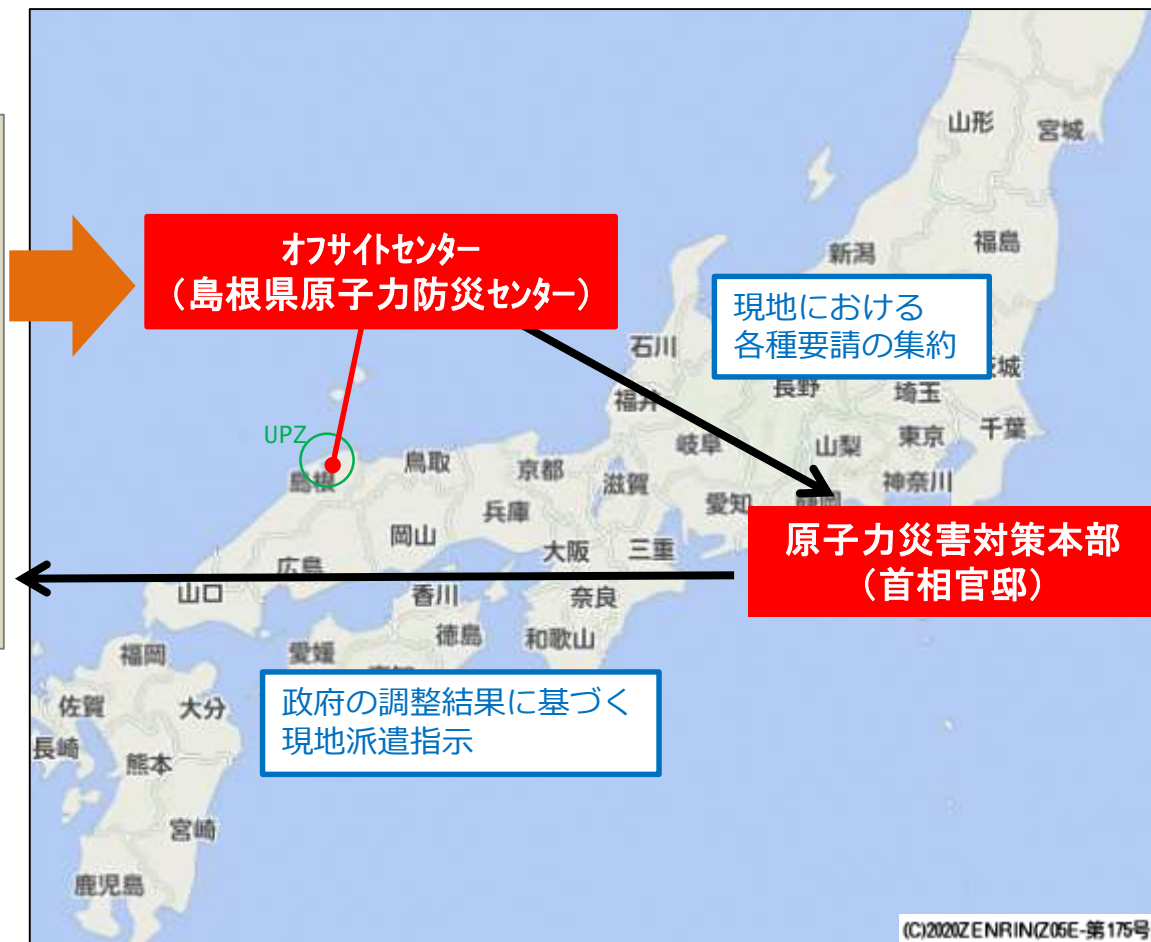 山形
宮城
オフサイトセンター
（島根県原子力防災センター）
新潟
福島
現地における
各種要請の集約
石川
茨城
長野
埼玉
福井
千葉
岐阜
山梨
東京
UPZ
鳥取
京都
滋賀
神奈川
島根
愛知
静岡
兵庫
岡山
大阪
三重
原子力災害対策本部
（首相官邸）
広島
山口
香川
奈良
徳島
和歌山
福岡
愛媛
佐賀
大分
政府の調整結果に基づく
現地派遣指示
長崎
熊本
宮崎
鹿児島
(C)2020ZENRIN(Z05E-第175号